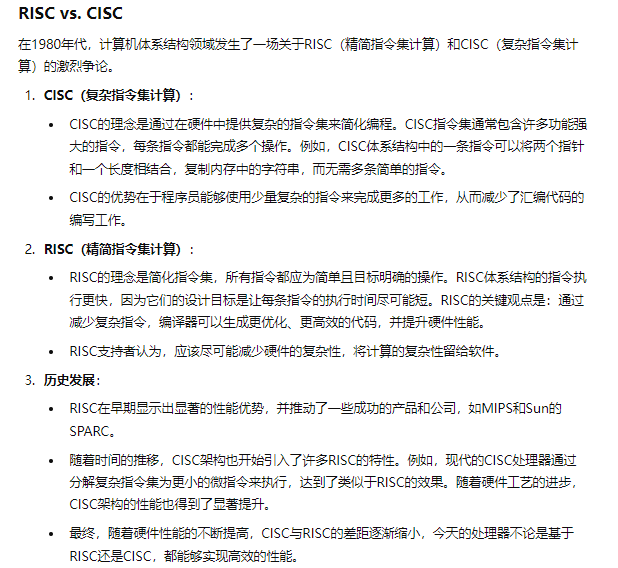 RISC vs. CISC
在1980年代，计算机体系结构领域发生了一场关于RISC（精简指令集计算）和CISC（复杂指令集计
算）的激烈争论。
1. CISC（复杂指令集计算）：
• CISC的理念是通过在硬件中提供复杂的指令集来简化编程。CISC指令集通常包含许多功能强
大的指令，每条指令都能完成多个操作。例如，CISC体系结构中的一条指令可以将两个指针
和一个长度相结合，复制内存中的字符串，而无需多条简单的指令。
• CISC的优势在于程序员能够使用少量复杂的指令来完成更多的工作，从而减少了汇编代码的
编写工作。
2. RISC（精简指令集计算）：
• RISC的理念是简化指令集，所有指令都应为简单且目标明确的操作。RISC体系结构的指令执
行更快，因为它们的设计目标是让每条指令的执行时间尽可能短。RISC的关键观点是：通过
减少复杂指令，编译器可以生成更优化、更高效的代码，并提升硬件性能。
• RISC支持者认为，应该尽可能减少硬件的复杂性，将计算的复杂性留给软件。
3. 历史发展：
• RISC在早期显示出显著的性能优势，并推动了一些成功的产品和公司，如MIPS和Sun的
SPARC。
• 随着时间的推移，CISC架构也开始引入了许多RISC的特性。例如，现代的CISC处理器通过
分解复杂指令集为更小的微指令来执行，达到了类似于RISC的效果。随着硬件工艺的进步，
CISC架构的性能也得到了显著提升。
• 最终，随着硬件性能的不断提高，CISC与RISC的差距逐渐缩小，今天的处理器不论是基于
RISC还是CISC，都能够实现高效的性能。